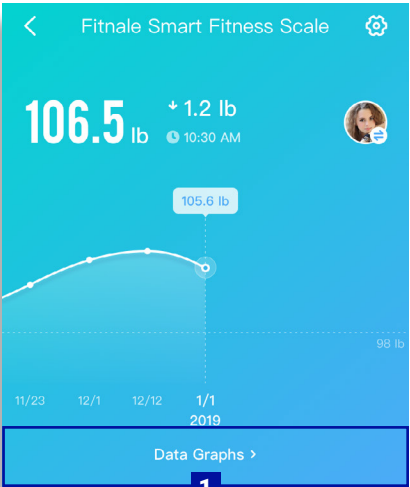 Fitnale Smart Fitness Scale
106.5 lb
1.2 lb
10:30 AM
105.6 lb
98 lb
11/23 12/1 12/12 1/1
2019
Data Graphs >
1